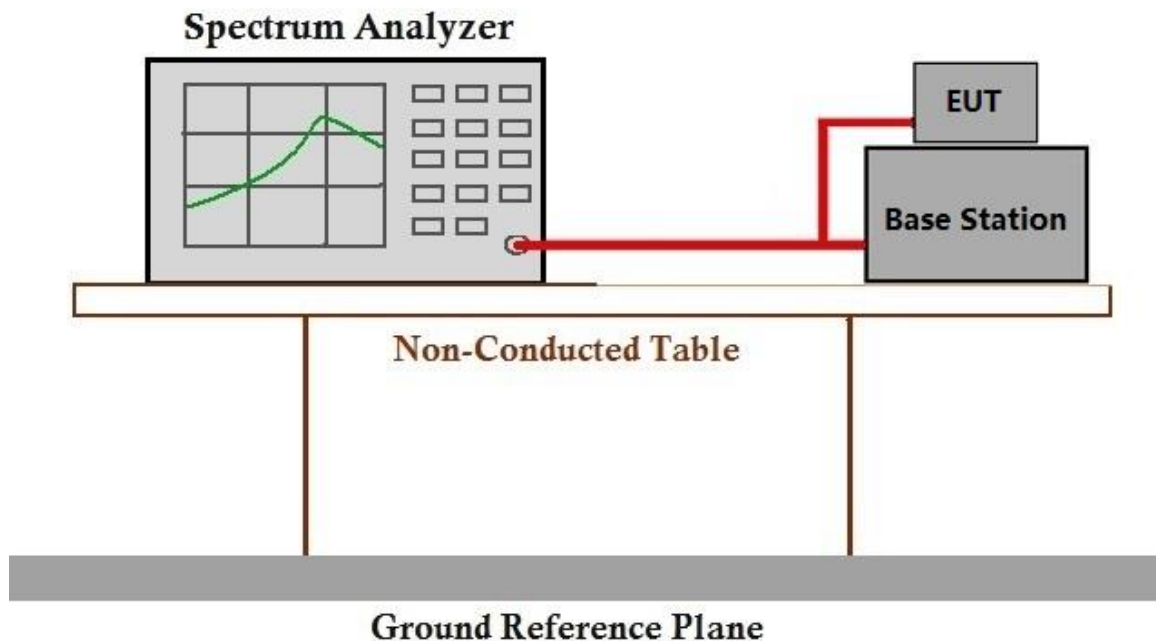 Spectrum Analyzer
EUT
Base Station
Non-Conducted Table
Ground Reference Plane